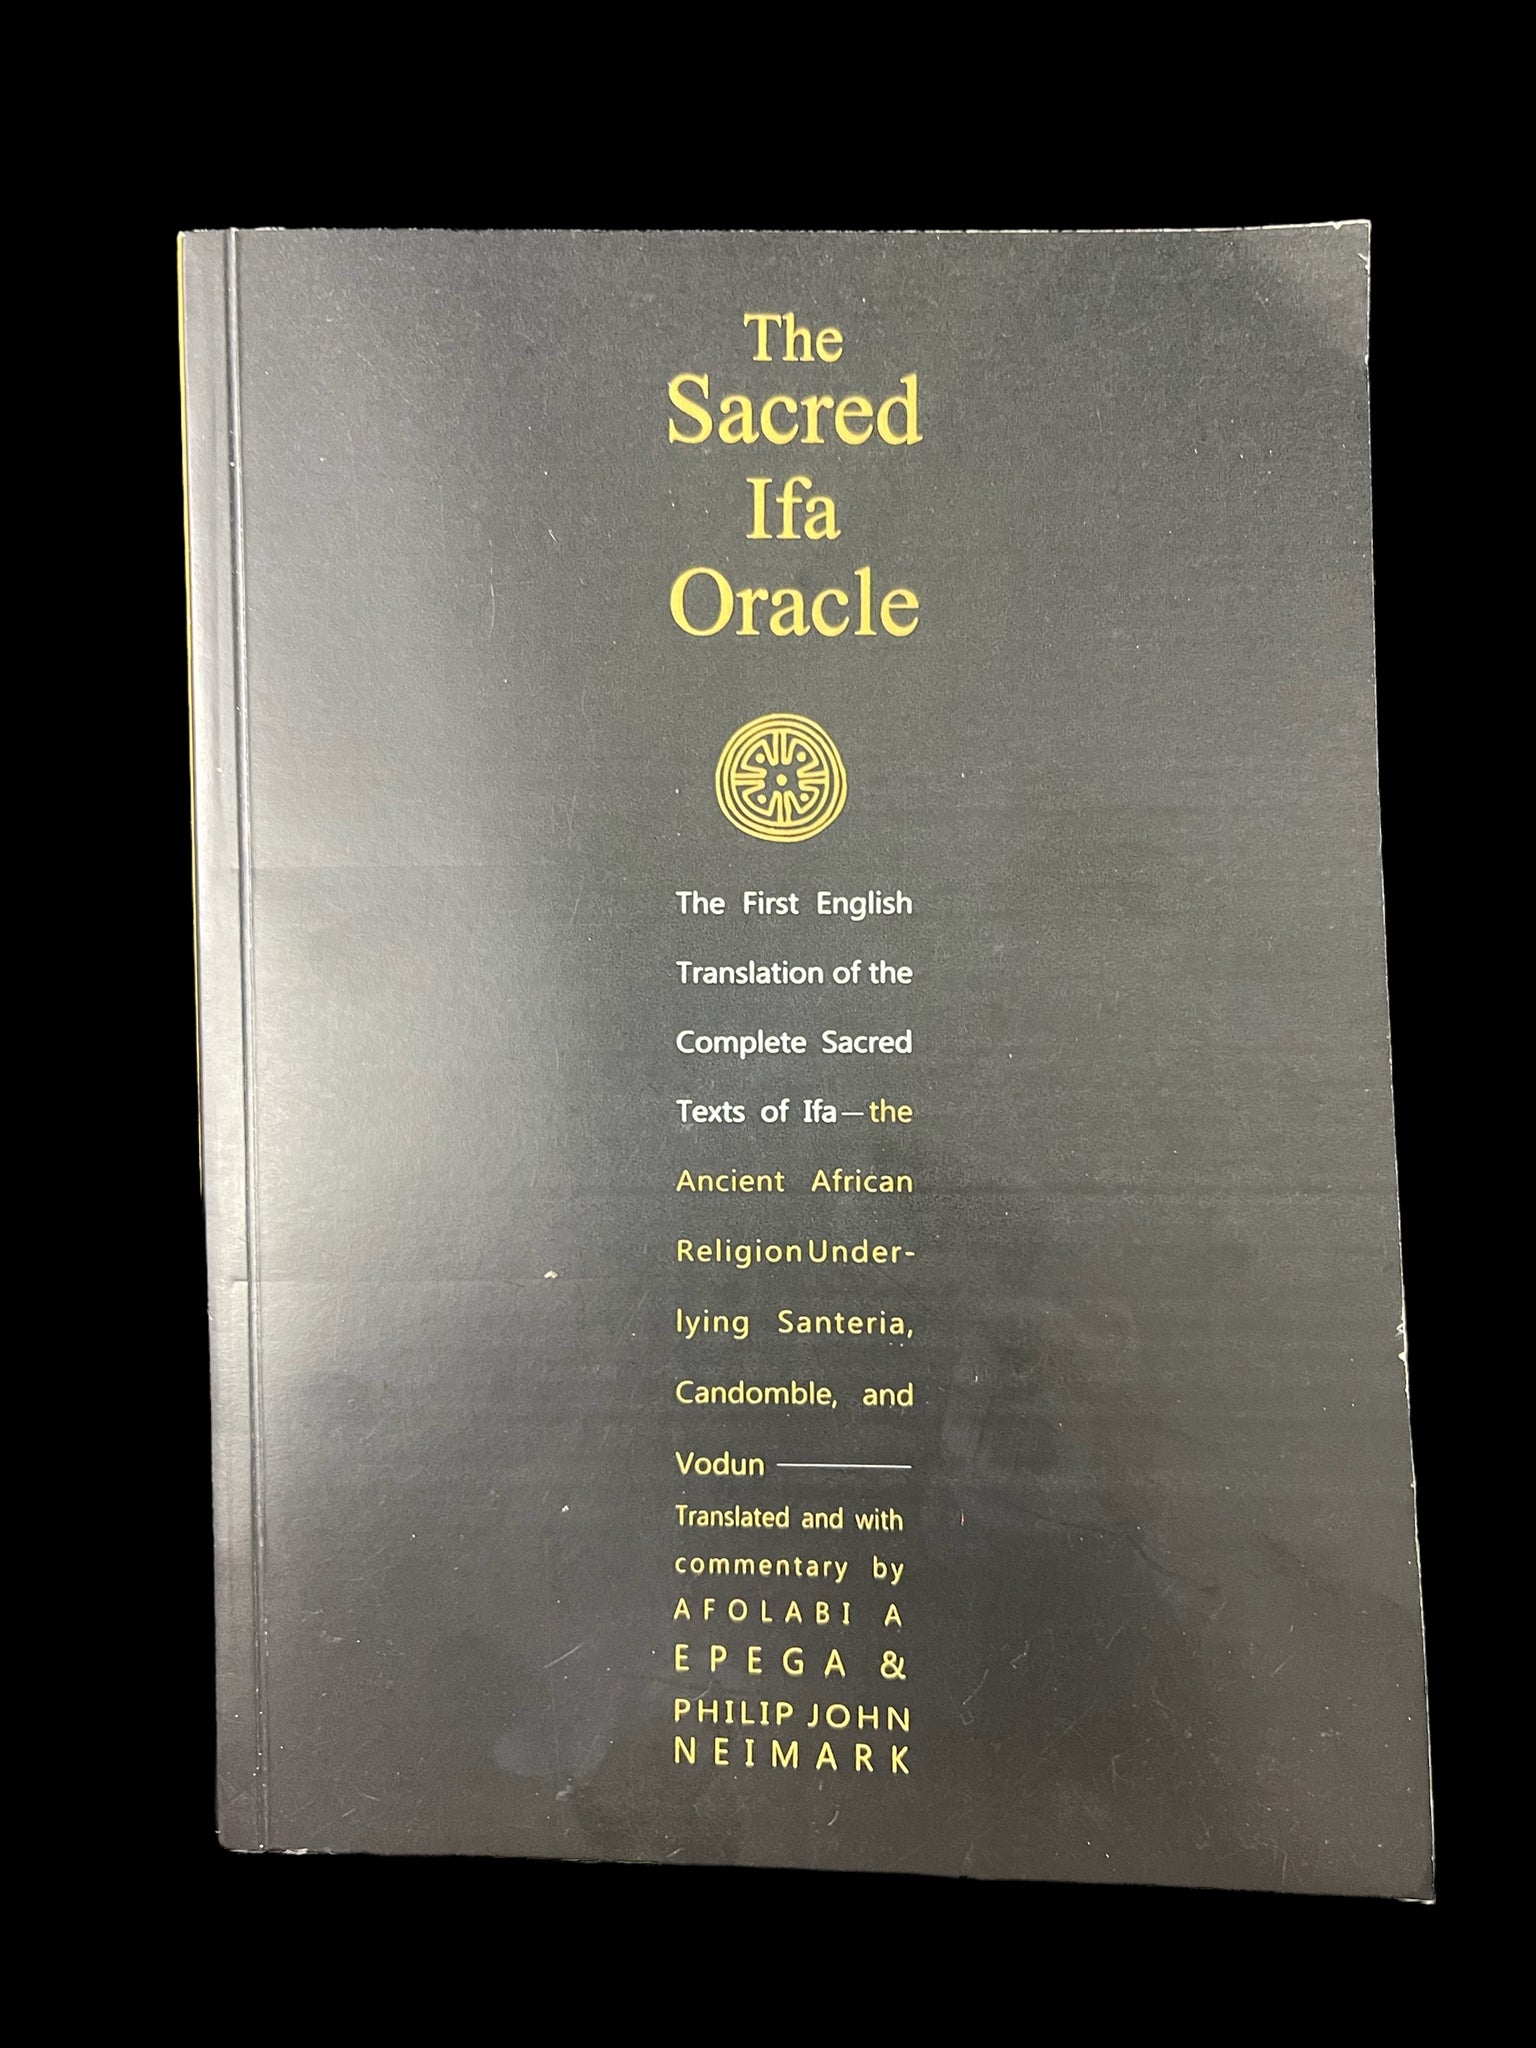 The
Sacred
Ifa
Oracle
The First English
Translation of the
Complete Sacred
Texts of Ifa—the
Ancient African
Religion Under-
lying Santeria,
Candomble, and
Vodun
Translated and with
commentary by
AFOLABI A
EPEGA &
PHILIP JOHN
NEIMARK